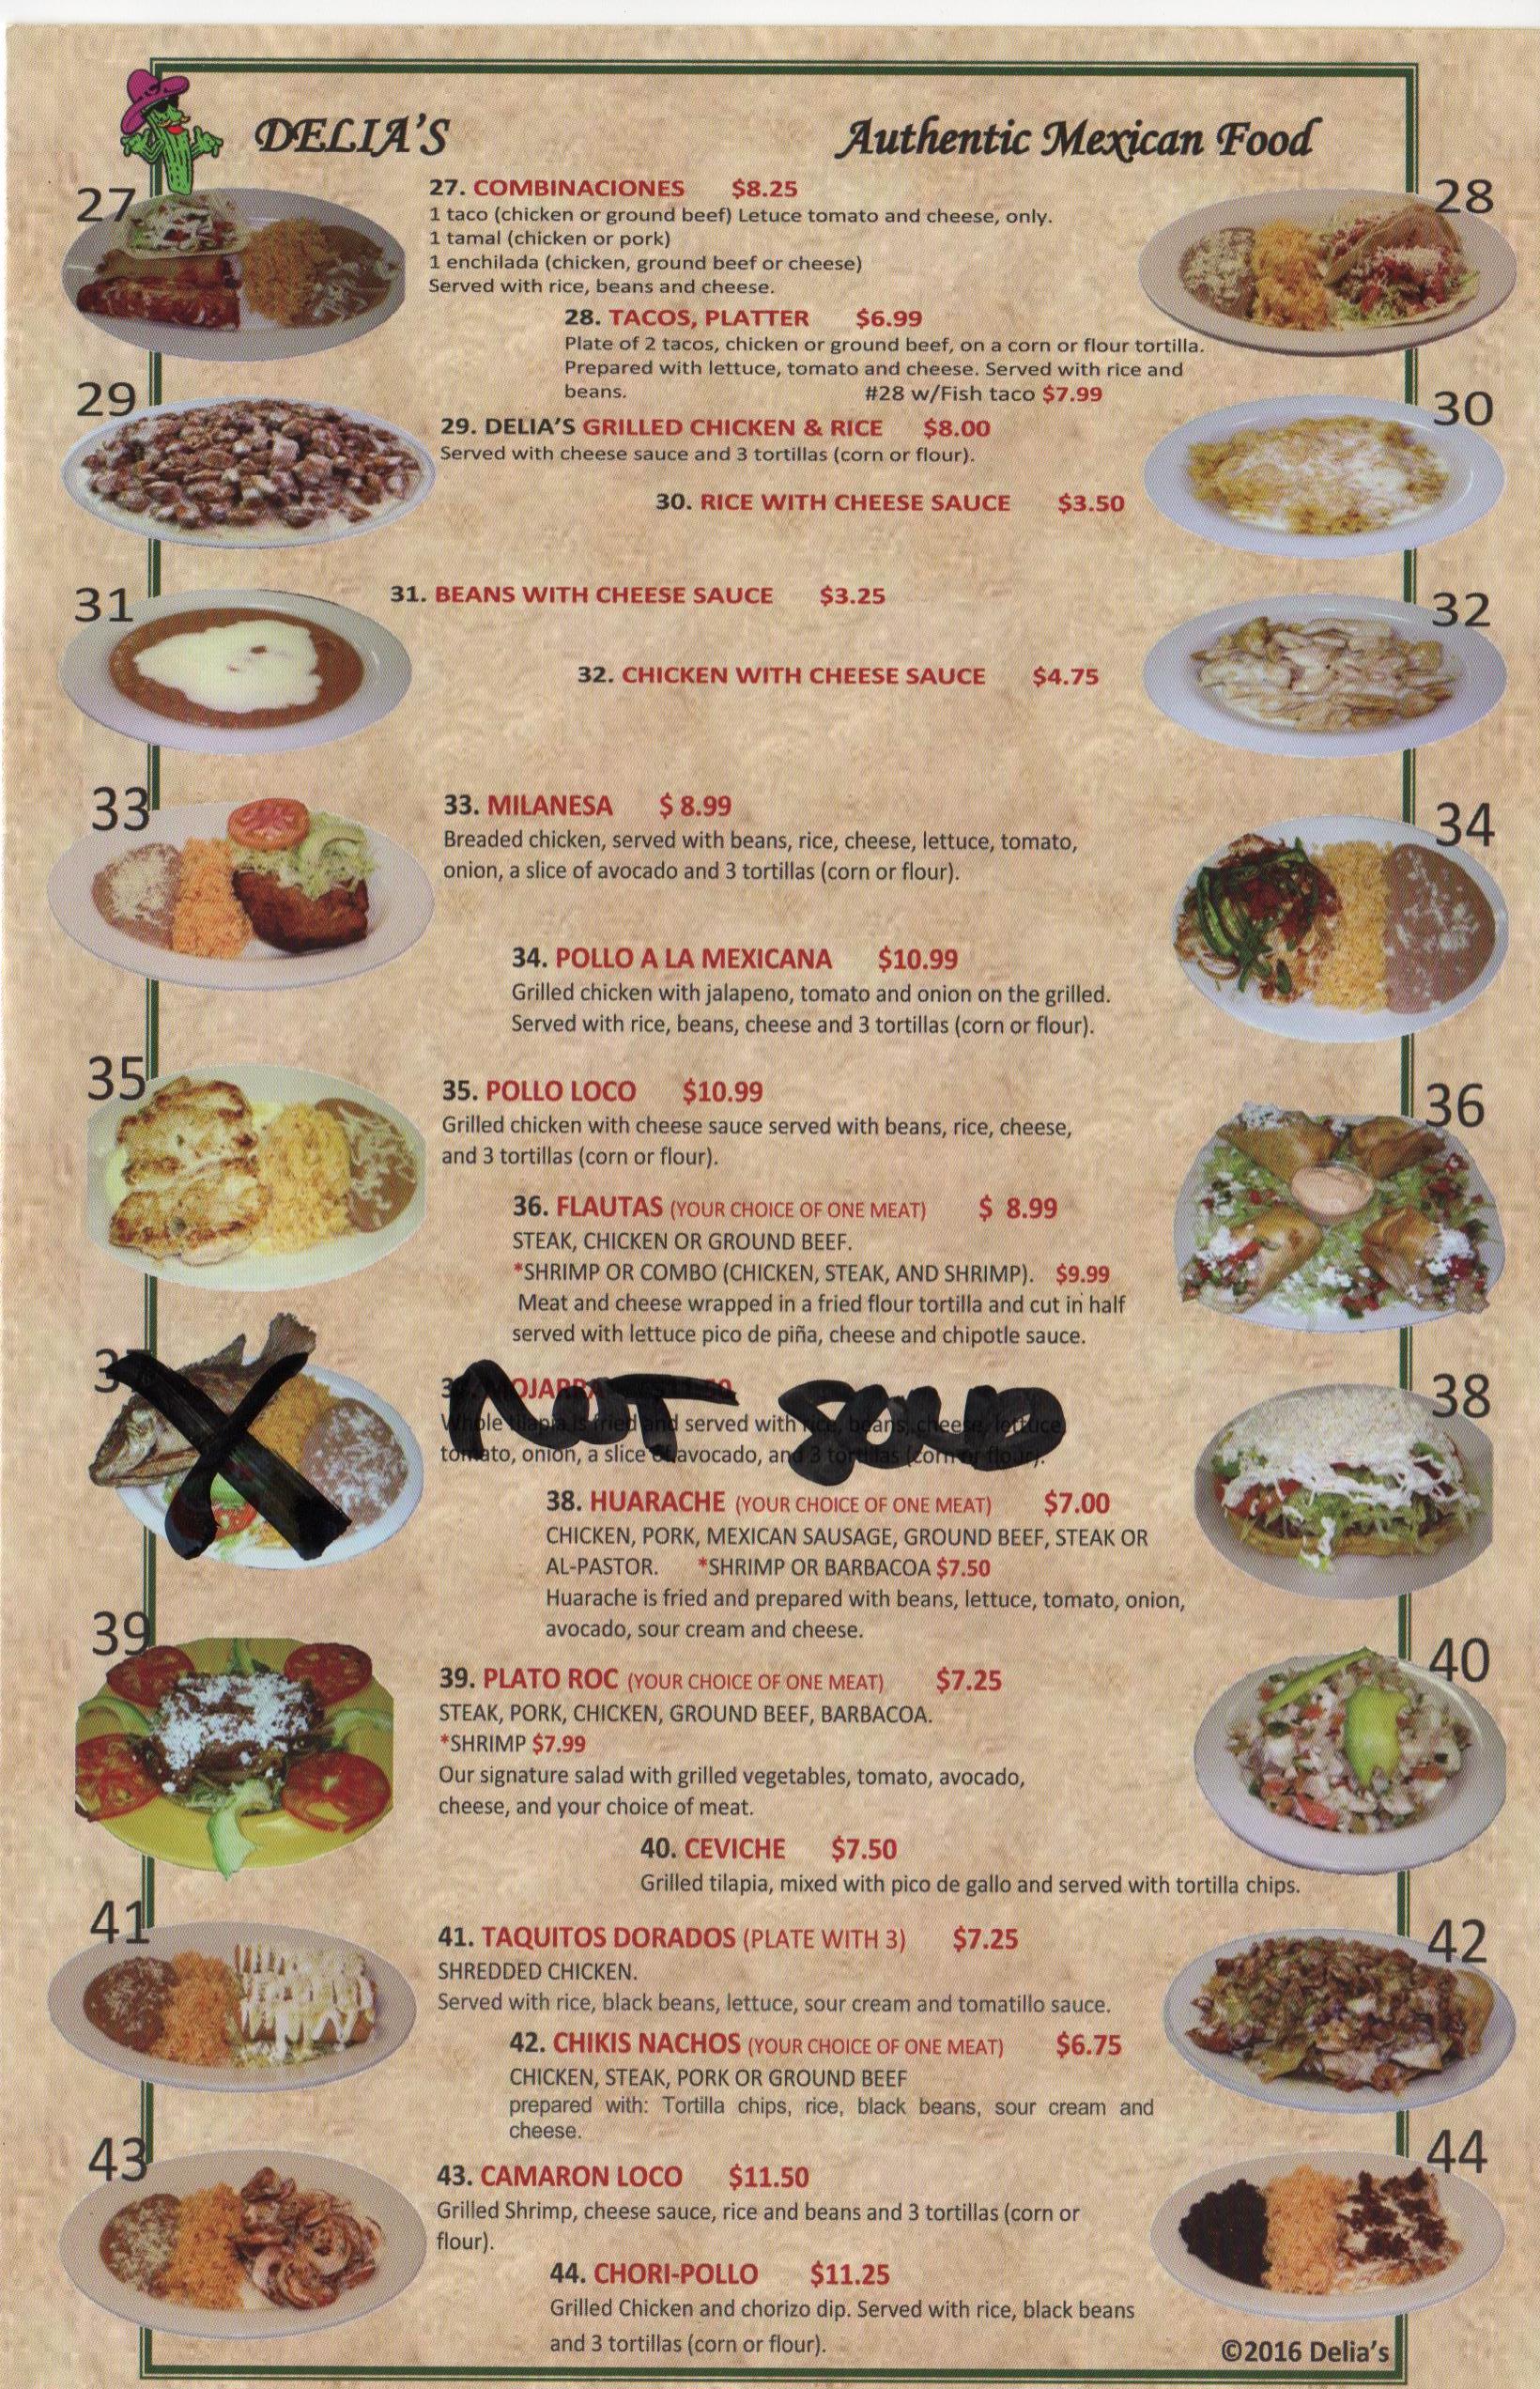 DELIA'S
Authentic Mexican Food
27
27. COMBINACIONES $8.25
1 taco (chicken or ground beef) Letuce tomato and cheese, only.
1 tamal (chicken or pork)
1 enchilada (chicken, ground beef or cheese)
Served with rice, beans and cheese.
28
28. TACOS, PLATTER $6.99
Plate of 2 tacos, chicken or ground beef, on a corn or flour tortilla.
Prepared with lettuce, tomato and cheese. Served with rice and
beans. #28 w/Fish taco $7.99
29
29. DELIA'S GRILLED CHICKEN & RICE $8.00
Served with cheese sauce and 3 tortillas (corn or flour).
30
30. RICE WITH CHEESE SAUCE $3.50
31
31. BEANS WITH CHEESE SAUCE $3.25
32
32. CHICKEN WITH CHEESE SAUCE $4.75
33
33. MILANESA $ 8.99
Breaded chicken, served with beans, rice, cheese, lettuce, tomato,
onion, a slice of avocado and 3 tortillas (corn or flour).
34
34. POLLO A LA MEXICANA $10.99
Grilled chicken with jalapeno, tomato and onion on the grilled.
Served with rice, beans, cheese and 3 tortillas (corn or flour).
35
35. POLLO LOCO $10.99
Grilled chicken with cheese sauce served with beans, rice, cheese,
and 3 tortillas (corn or flour).
36
36. FLAUTAS (YOUR CHOICE OF ONE MEAT) $ 8.99
STEAK, CHICKEN OR GROUND BEEF.
*SHRIMP OR COMBO (CHICKEN, STEAK, AND SHRIMP). $9.99
Meat and cheese wrapped in a fried flour tortilla and cut in half
served with lettuce pico de piña, cheese and chipotle sauce.
NOT SOLD
Whole tilapia is fried and served with rice, beans, cheese, lettuce,
tomato, onion, a slice of avocado, and 3 tortillas (corn or flour).
38
38. HUARACHE (YOUR CHOICE OF ONE MEAT) $7.00
CHICKEN, PORK, MEXICAN SAUSAGE, GROUND BEEF, STEAK OR
AL-PASTOR. *SHRIMP OR BARBACOA $7.50
Huarache is fried and prepared with beans, lettuce, tomato, onion,
avocado, sour cream and cheese.
39
39. PLATO ROC (YOUR CHOICE OF ONE MEAT) $7.25
STEAK, PORK, CHICKEN, GROUND BEEF, BARBACOA.
*SHRIMP $7.99
Our signature salad with grilled vegetables, tomato, avocado,
cheese, and your choice of meat.
40
40. CEVICHE $7.50
Grilled tilapia, mixed with pico de gallo and served with tortilla chips.
41
41. TAQUITOS DORADOS (PLATE WITH 3) $7.25
SHREDDED CHICKEN.
Served with rice, black beans, lettuce, sour cream and tomatillo sauce.
42
42. CHIKIS NACHOS (YOUR CHOICE OF ONE MEAT) $6.75
CHICKEN, STEAK, PORK OR GROUND BEEF
prepared with: Tortilla chips, rice, black beans, sour cream and
cheese.
43
43. CAMARON LOCO $11.50
Grilled Shrimp, cheese sauce, rice and beans and 3 tortillas (corn or
flour).
44
44. CHORI-POLLO $11.25
Grilled Chicken and chorizo dip. Served with rice, black beans
and 3 tortillas (corn or flour).
©2016 Delia's